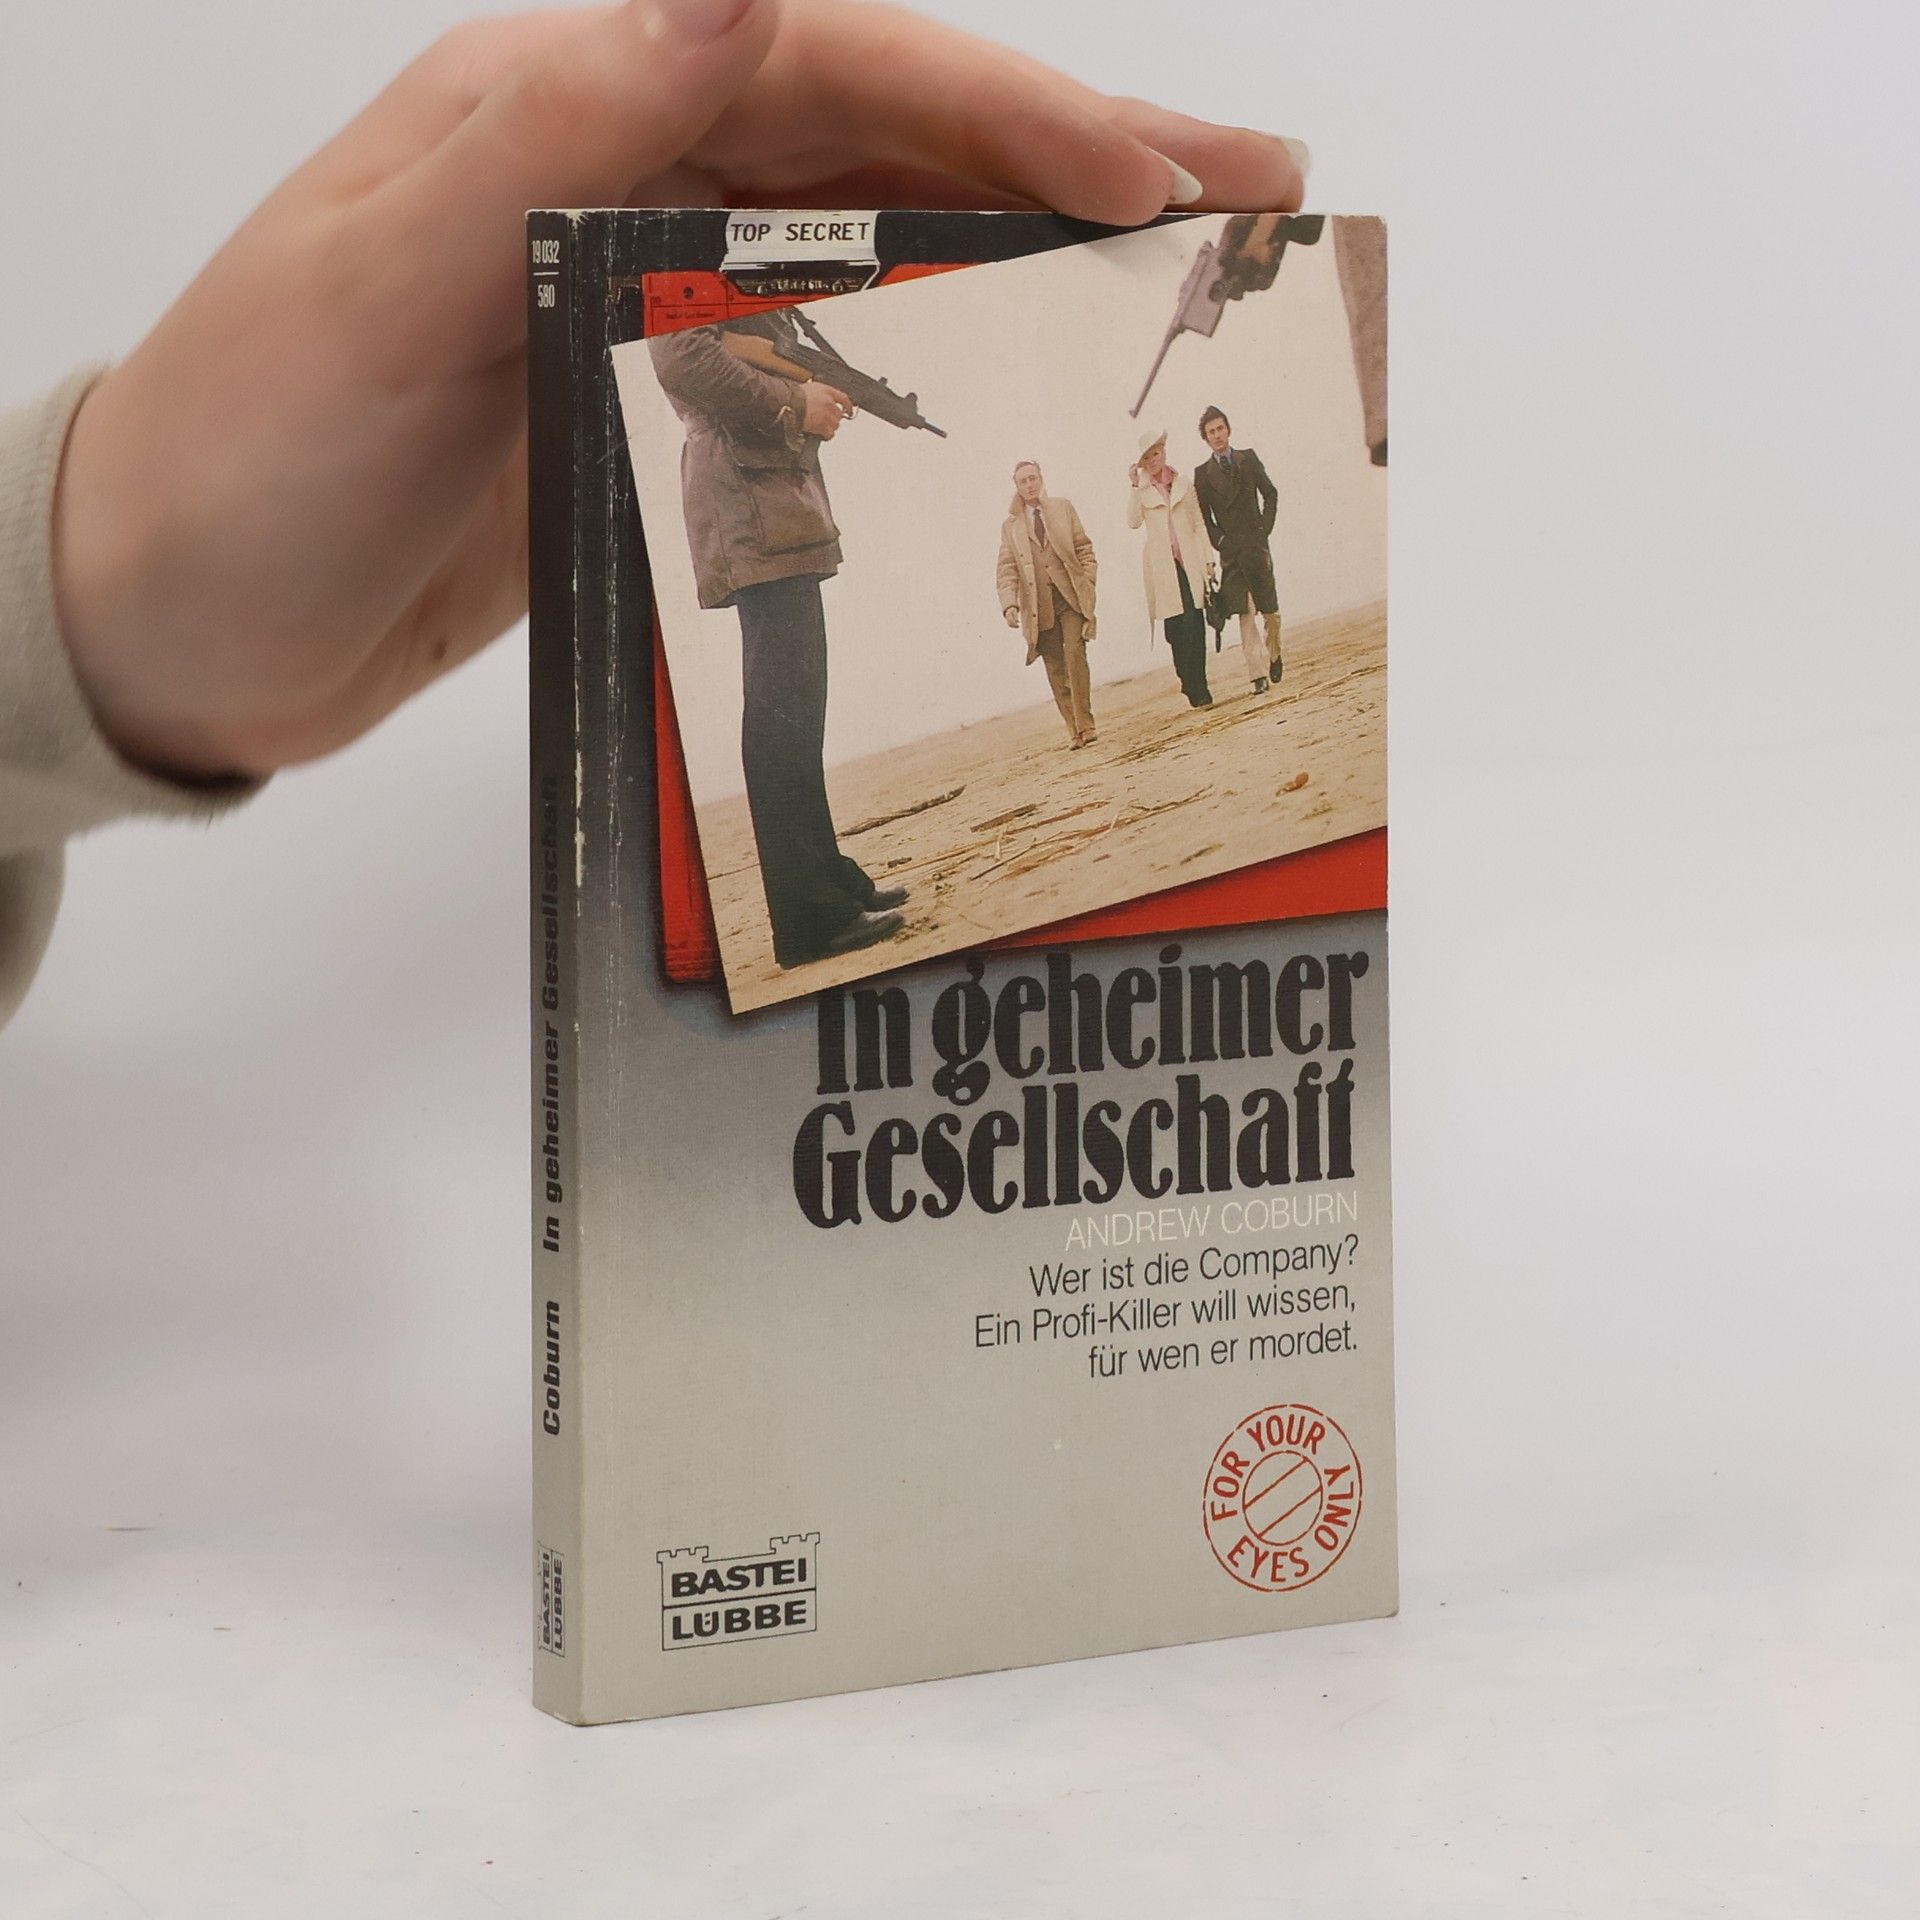 19 032
580
Coburn In geheimer Gesellschaft
BASTEI
LÜBBE
TOP SECRET
In geheimer
Gesellschaft
ANDREW COBURN
Wer ist die Company?
Ein Profi-Killer will wissen,
für wen er mordet.
FOR YOUR EYES ONLY
BASTEI
LÜBBE